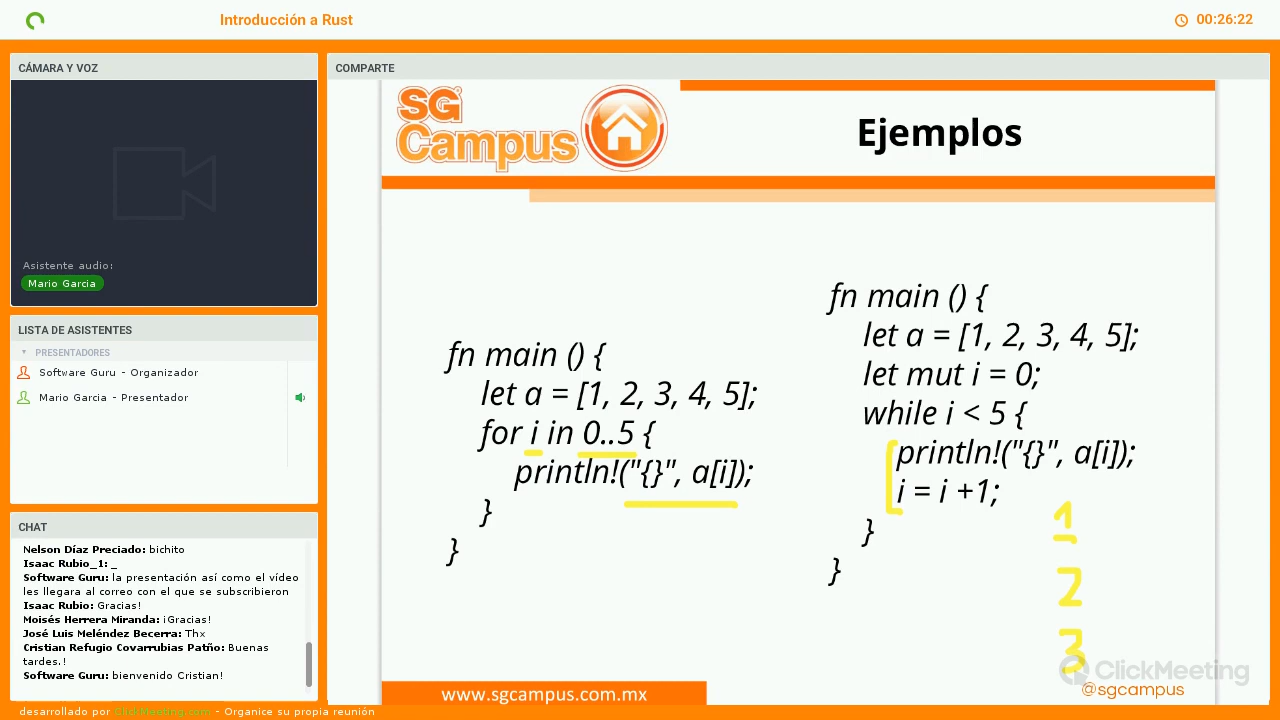 Introducción a Rust
00:26:22
CÁMARA Y VOZ
Asistente audio:
Mario Garcia
LISTA DE ASISTENTES
PRESENTADORES
Software Guru - Organizador
Mario Garcia - Presentador
CHAT
Nelson Díaz Preciado: bichito
Isaac Rubio_1: _
Software Guru: la presentación así como el vídeo
les llegara al correo con el que se subscribieron
Isaac Rubio: Gracias!
Moisés Herrera Miranda: ¡Gracias!
José Luis Meléndez Becerra: Thx
Cristian Refugio Covarrubias Patño: Buenas
tardes.!
Software Guru: bienvenido Cristian!
desarrollado por ClickMeeting.com - Organice su propia reunión
COMPARTE
SG
Campus
Ejemplos
fn main () {
let a = [1, 2, 3, 4, 5];
for i in 0..5 {
println!("{}", a[i]);
}
}
fn main () {
let a = [1, 2, 3, 4, 5];
let mut i = 0;
while i < 5 {
println!("{}", a[i]);
i = i +1;
}
}
1
2
3
www.sgcampus.com.mx
ClickMeeting
@sgcampus